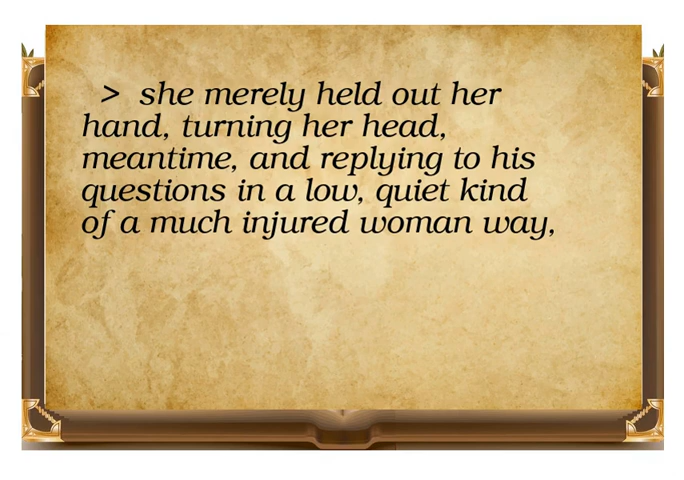 > she merely held out her
hand, turning her head,
meantime, and replying to his
questions in a low, quiet kind
of a much injured woman way,